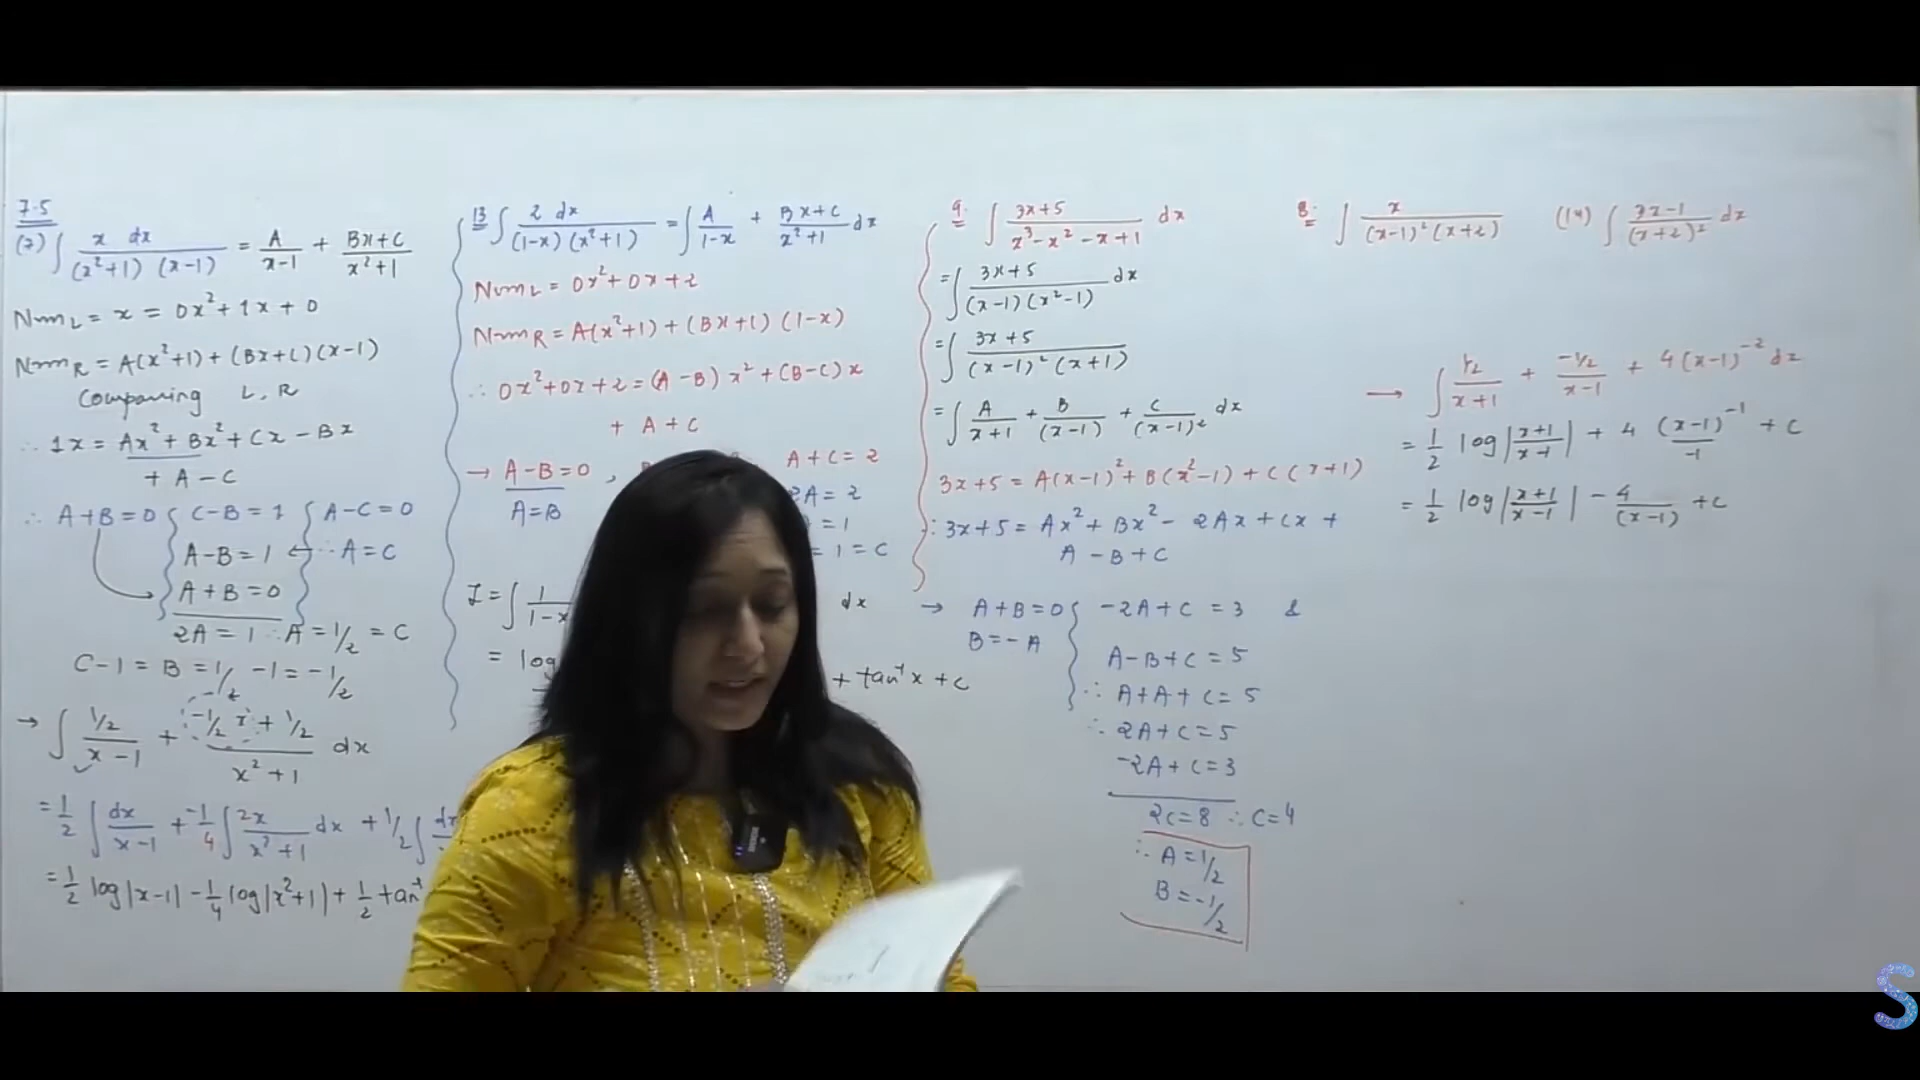 7.5
(7) ∫ x dx / (x²+1) (x-1) = A / x-1 + Bx+C / x²+1
Num_L = x = 0x² + 1x + 0
Num_R = A(x²+1) + (Bx+C)(x-1)
Comparing L, R
∴ 1x = Ax² + Bx² + Cx - Bx
+ A - C
∴ A+B=0 { C-B=1 { A-C=0
A-B=1 ← ∴ A=C
A+B=0
2A=1 ∴ A=1/2 = C
C-1 = B = 1/2 -1 = -1/2
→ ∫ 1/2 / x-1 + -1/2 x + 1/2 / x²+1 dx
= 1/2 ∫ dx / x-1 + -1/4 ∫ 2x / x²+1 dx + 1/2 ∫
= 1/2 log|x-1| - 1/4 log|x²+1| + 1/2 tan⁻¹
13 ∫ 2 dx / (1-x) (x²+1) = ∫ A / 1-x + Bx+C / x²+1 dx
Num_L = 0x² + 0x + 2
Num_R = A(x²+1) + (Bx+C) (1-x)
∴ 0x²+0x+2 = (A-B) x² + (B-C) x
+ A + C
→ A-B=0 , A+C=2
A=B 2A=2
=1
=1=C
I = ∫ 1 / 1-x dx
= log + tan⁻¹x + C
9. ∫ 3x+5 / x³-x²-x+1 dx
= ∫ 3x+5 / (x-1) (x²-1) dx
= ∫ 3x+5 / (x-1)² (x+1)
= ∫ A / x+1 + B / (x-1) + C / (x-1)² dx
3x+5 = A(x-1)² + B(x²-1) + C(x+1)
∴ 3x+5 = Ax² + Bx² - 2Ax + Cx +
A - B + C
→ A+B=0 { -2A+C = 3 &
B=-A
A-B+C=5
∴ A+A+C=5
∴ 2A+C=5
-2A+C=3
2C=8 ∴ C=4
∴ A=1/2
B=-1/2
8. ∫ x / (x-1)² (x+2)
(14) ∫ 3x-1 / (x+2)² dx
→ ∫ 1/2 / x+1 + -1/2 / x-1 + 4(x-1)⁻² dx
= 1/2 log|x+1 / x-1| + 4 (x-1)⁻¹ / -1 + C
= 1/2 log|x+1 / x-1| - 4 / (x-1) + C
S